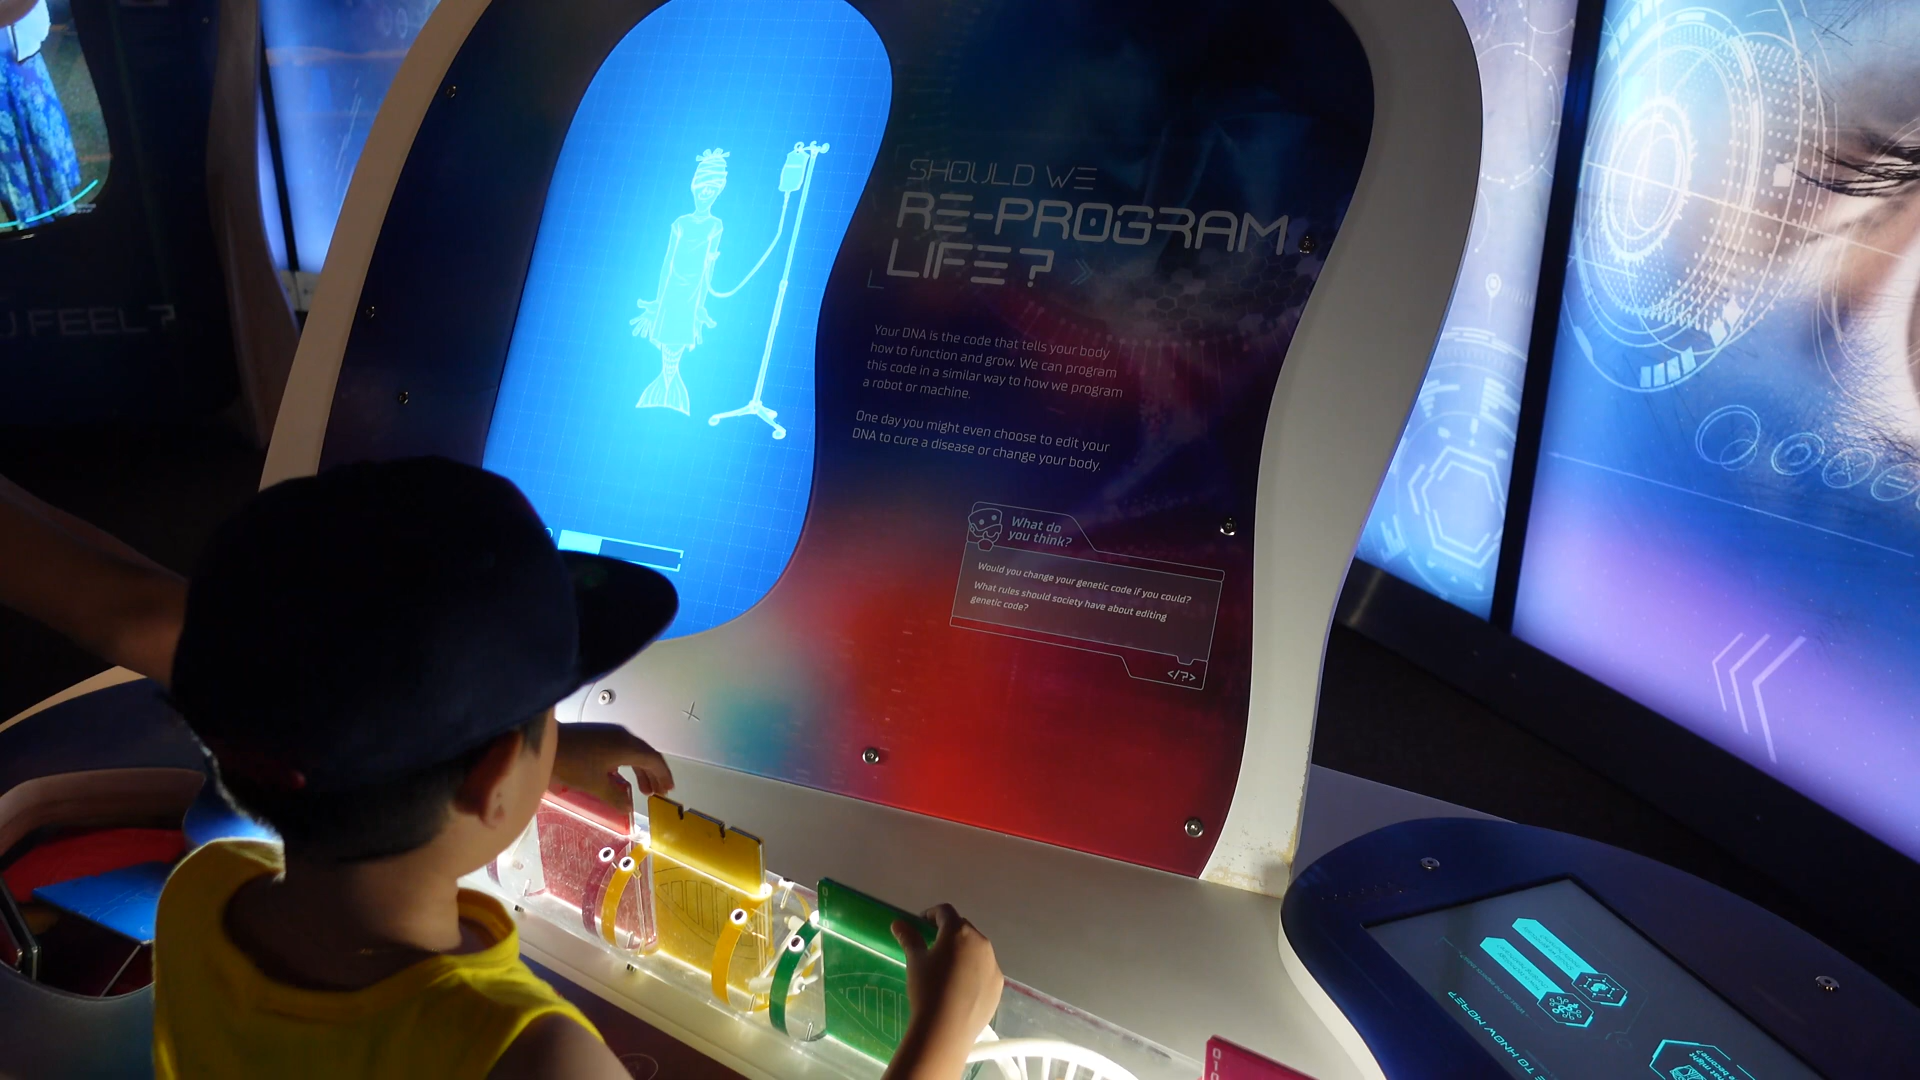 FEEL?
SHOULD WE
RE-PROGRAM
LIFE?
Your DNA is the code that tells your body
how to function and grow. We can program
this code in a similar way to how we program
a robot or machine.
One day you might even choose to edit your
DNA to cure a disease or change your body.
What do
you think?
Would you change your genetic code if you could?
What rules should society have about editing
genetic code?
</?>
TO KNOW MORE?